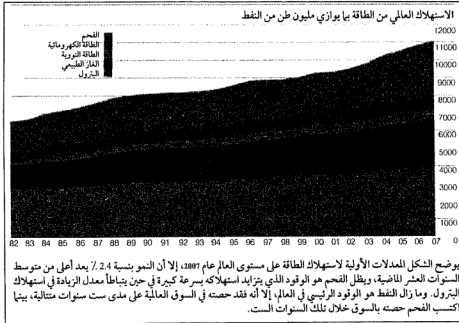 الاستهلاك العالمي من الطاقة بما يوازي مليون طن من النفط
الفحم
الطاقة الكهرومائية
الطاقة النووية
الغاز الطبيعي
البترول
12000
11000
10000
9000
8000
7000
6000
5000
4000
3000
2000
1000
0
82 83 84 85 86 87 88 89 90 91 92 93 94 95 96 97 98 99 00 01 02 03 04 05 06 07
يوضح الشكل المعدلات الأولية لاستهلاك الطاقة على مستوى العالم عام 2007، إلا أن النمو بنسبة 2.4 ٪ يعد أعلى من متوسط
السنوات العشر الماضية، ويظل الفحم هو الوقود الذي يتزايد استهلاكه بسرعة كبيرة في حين يتباطأ معدل الزيادة في استهلاك
البترول. وما زال النفط هو الوقود الرئيسي في العالم، إلا أنه فقد حصته في السوق العالمية على مدى ست سنوات متتالية، بينما
اكتسب الفحم حصته بالسوق خلال تلك السنوات الست.